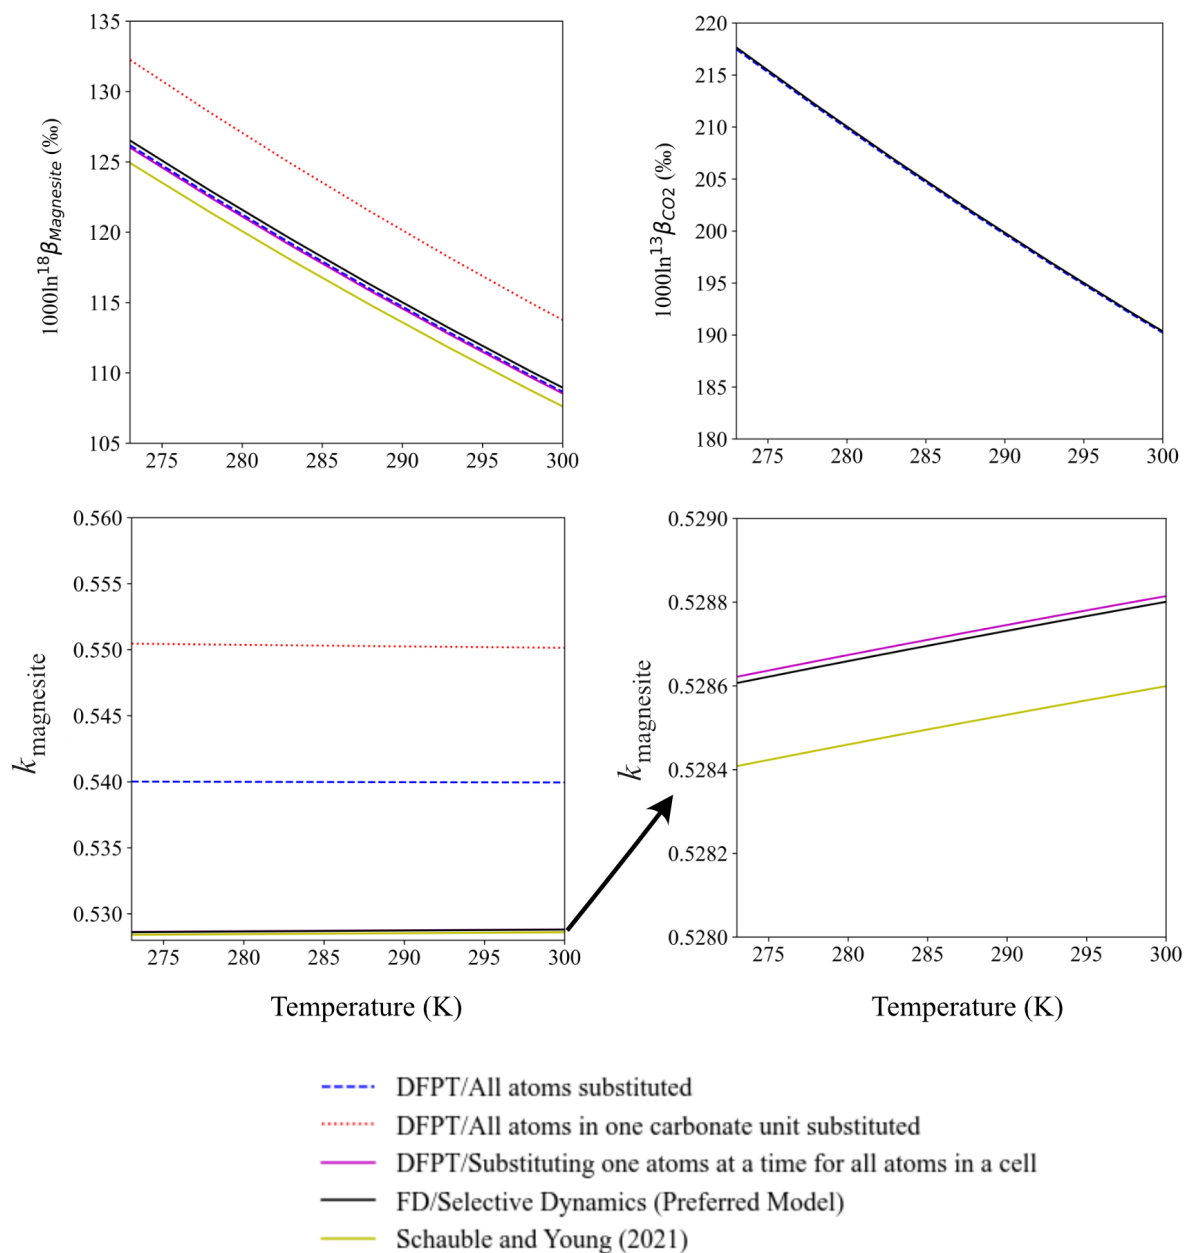 135
130
125
120
115
110
105
1000ln¹⁸βMagnesite (‰)
275 280 285 290 295 300
220
215
210
205
200
195
190
185
180
1000ln¹³βCO2 (‰)
275 280 285 290 295 300
0.560
0.555
0.550
0.545
0.540
0.535
0.530
kmagnesite
275 280 285 290 295 300
Temperature (K)
0.5290
0.5288
0.5286
0.5284
0.5282
0.5280
kmagnesite
275 280 285 290 295 300
Temperature (K)
DFPT/All atoms substituted
DFPT/All atoms in one carbonate unit substituted
DFPT/Substituting one atoms at a time for all atoms in a cell
FD/Selective Dynamics (Preferred Model)
Schauble and Young (2021)